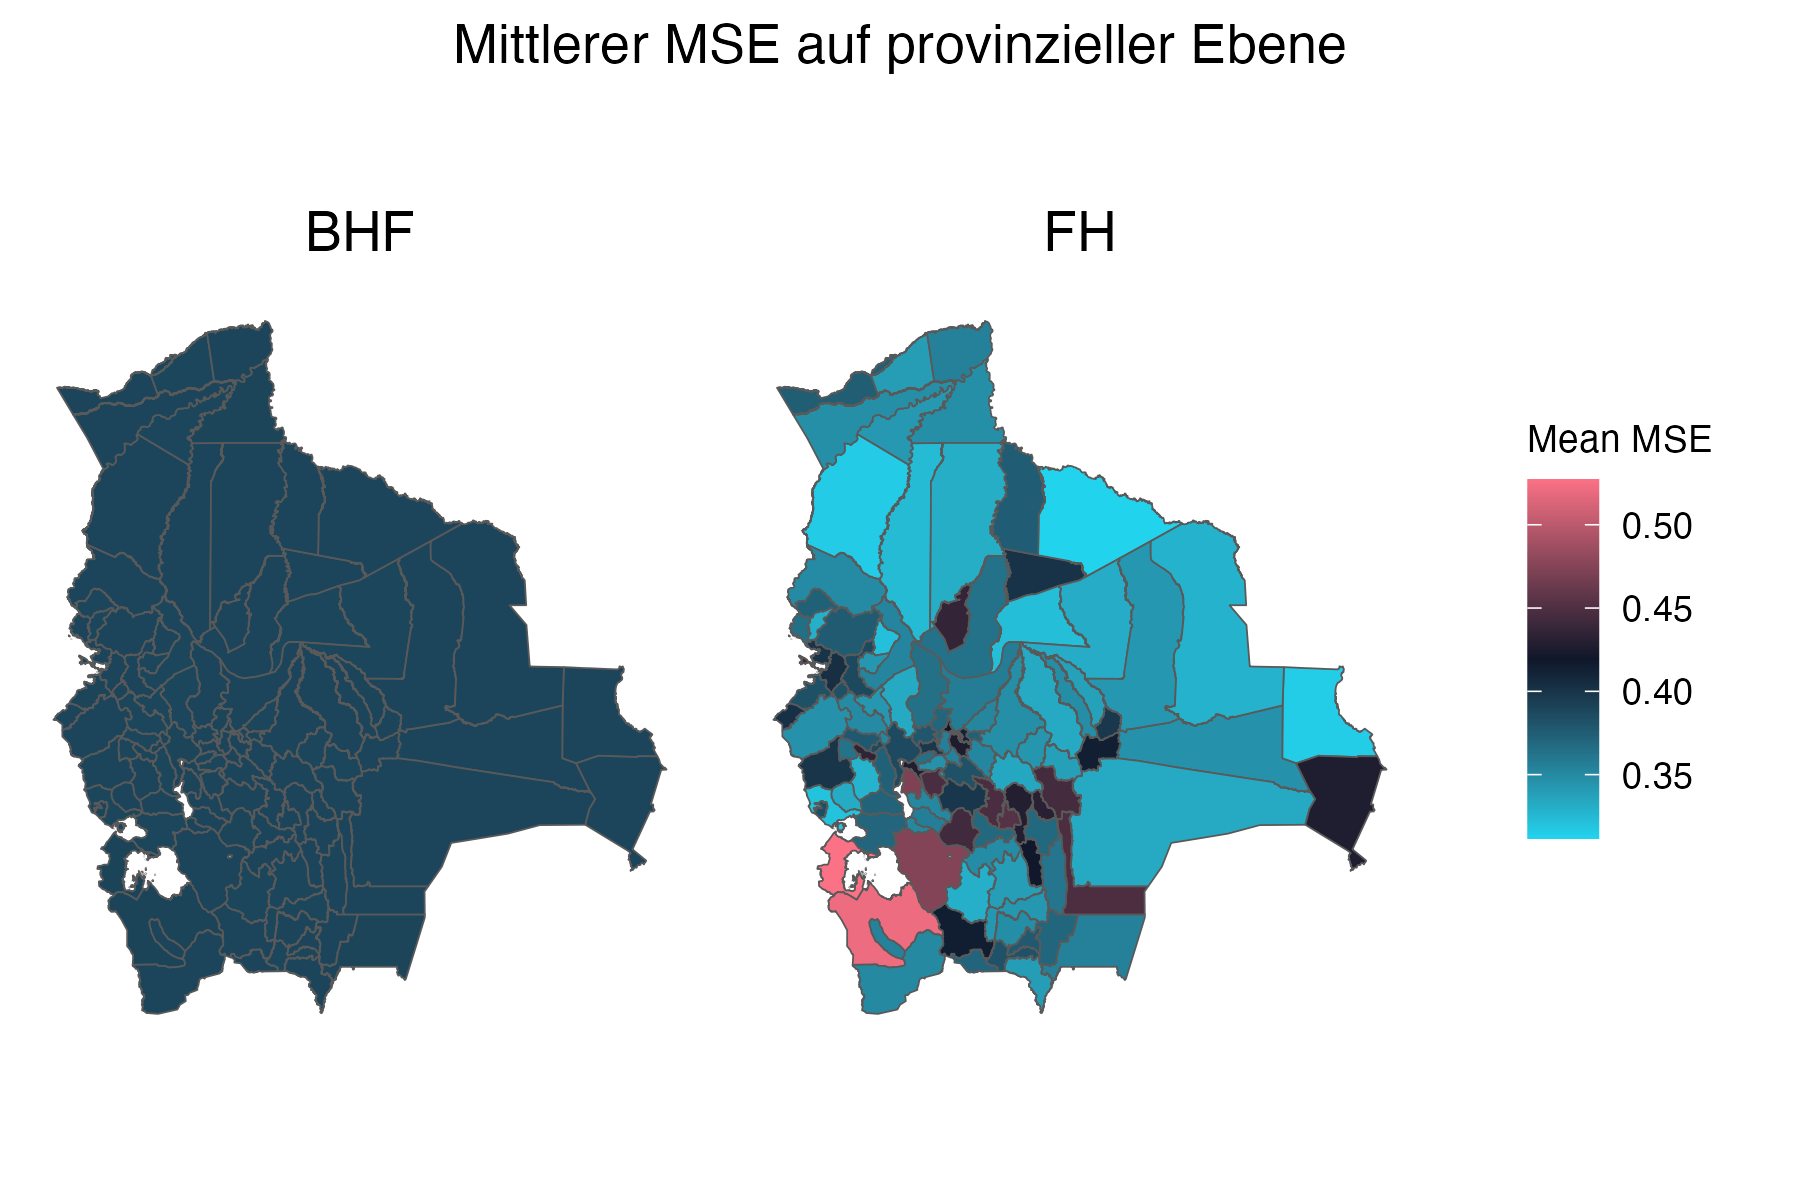 Mittlerer MSE auf provinzieller Ebene
BHF
FH
Mean MSE
0.50
0.45
0.40
0.35